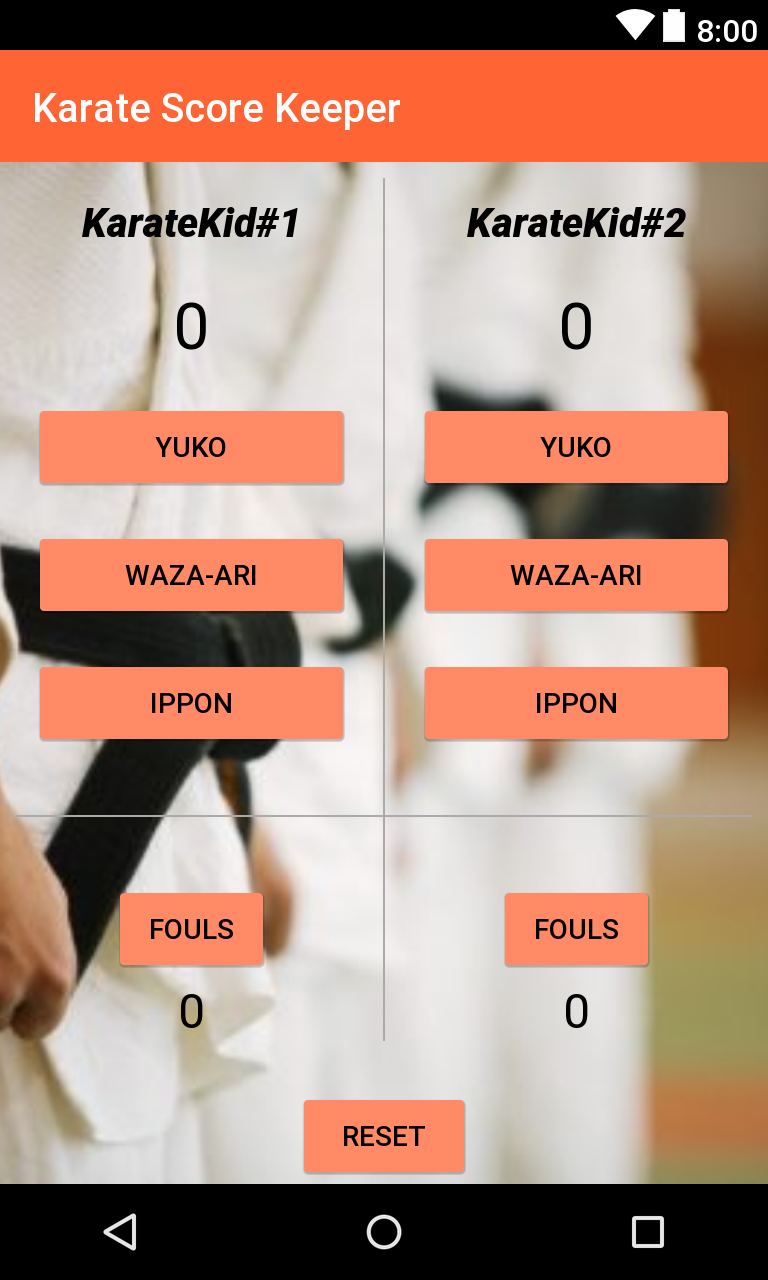 8:00
Karate Score Keeper
KarateKid#1
KarateKid#2
0
0
YUKO
YUKO
WAZA-ARI
WAZA-ARI
IPPON
IPPON
FOULS
FOULS
0
0
RESET